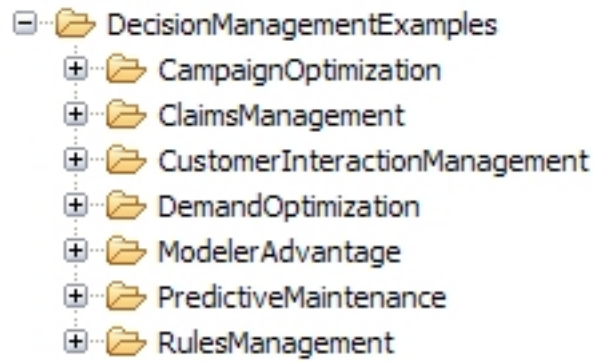 DecisionManagementExamples
CampaignOptimization
ClaimsManagement
CustomerInteractionManagement
DemandOptimization
ModelerAdvantage
PredictiveMaintenance
RulesManagement